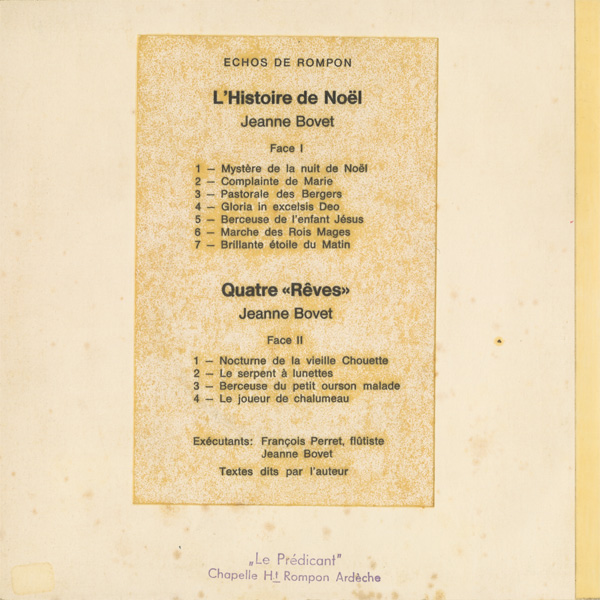 ECHOS DE ROMPON
L'Histoire de Noël
Jeanne Bovet
Face I
1 – Mystère de la nuit de Noël
2 – Complainte de Marie
3 – Pastorale des Bergers
4 – Gloria in excelsis Deo
5 – Berceuse de l'enfant Jésus
6 – Marche des Rois Mages
7 – Brillante étoile du Matin
Quatre «Rêves»
Jeanne Bovet
Face II
1 – Nocturne de la vieille Chouette
2 – Le serpent à lunettes
3 – Berceuse du petit ourson malade
4 – Le joueur de chalumeau
Exécutants: François Perret, flûtiste
Jeanne Bovet
Textes dits par l'auteur
„Le Prédicant"
Chapelle Ht Rompon Ardèche